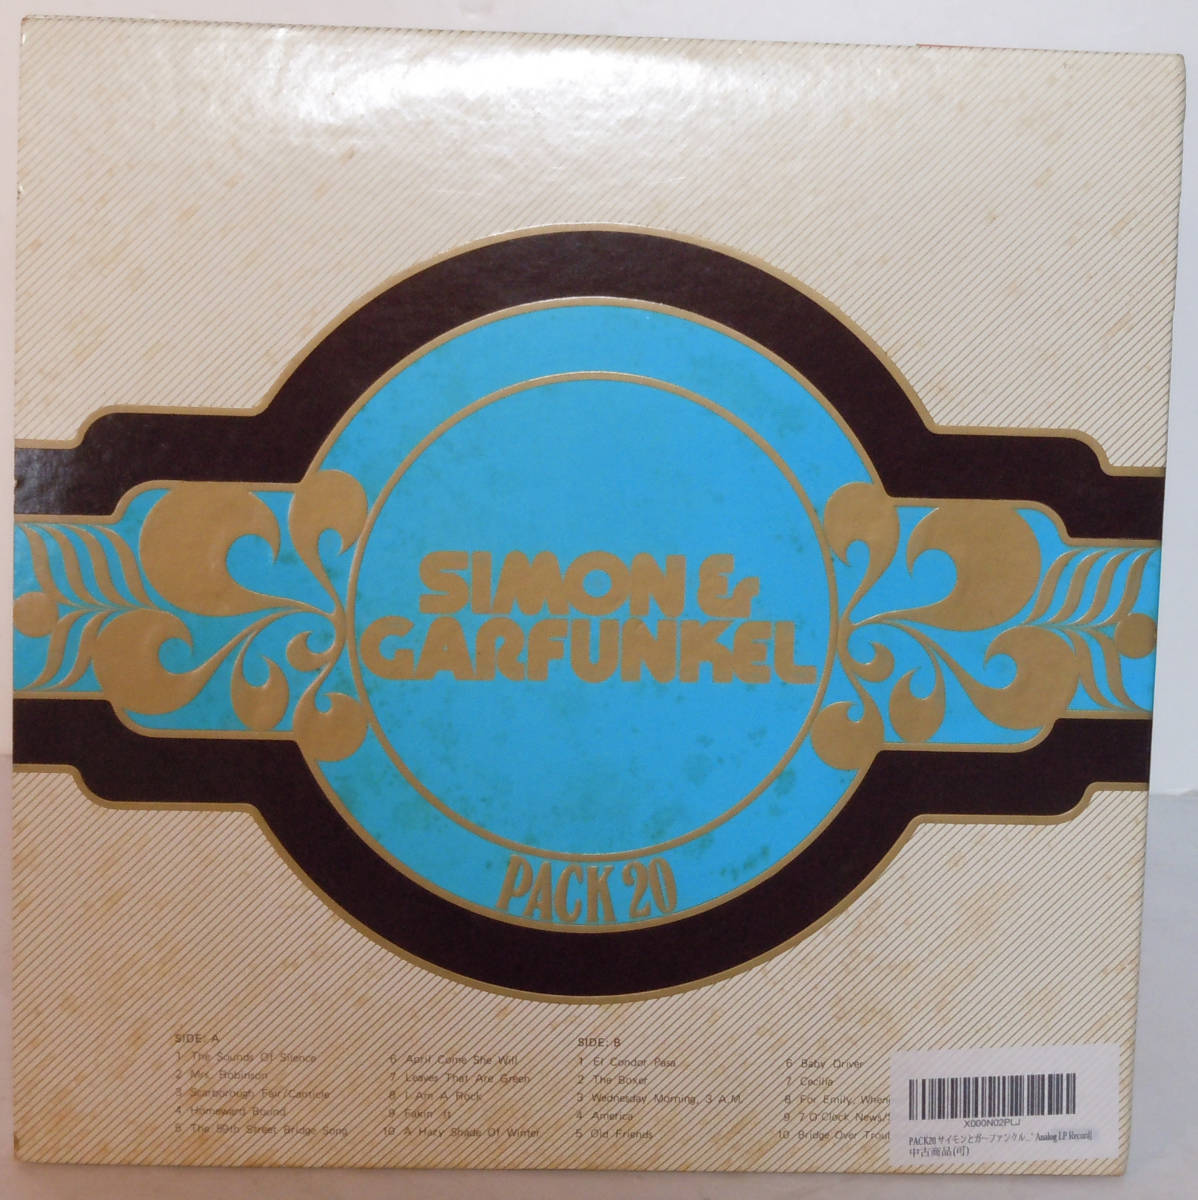 SIMON &
GARFUNKEL
PACK 20
SIDE: A
1 The Sounds Of Silence
2 Mrs. Robinson
3 Scarborough Fair/Canticle
4 Homeward Bound
5 The 59th Street Bridge Song
6 April Come She Will
7 Leaves That Are Green
8 I Am A Rock
9 Fakin' It
10 A Hazy Shade Of Winter
SIDE: B
1 El Condor Pasa
2 The Boxer
3 Wednesday Morning, 3 A.M.
4 America
5 Old Friends
6 Baby Driver
7 Cecilia
8 For Emily, When
9 7 O'Clock News/
10 Bridge Over Trou
X000N02PLJ
PACK20 サイモンとガーファンクル..." Analog LP Record]
中古商品(可)